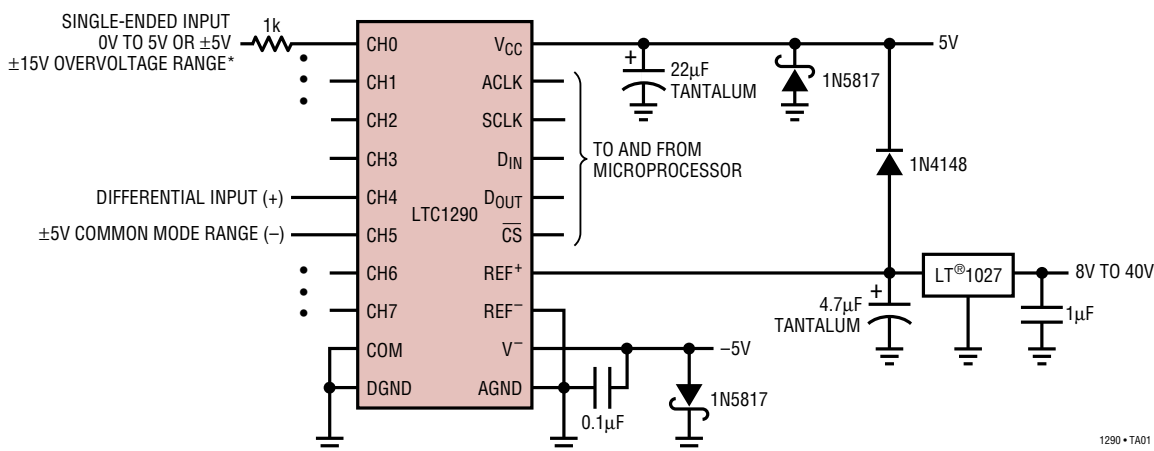 SINGLE-ENDED INPUT
0V TO 5V OR ±5V
±15V OVERVOLTAGE RANGE*
1k
DIFFERENTIAL INPUT (+)
±5V COMMON MODE RANGE (–)
CH0
CH1
CH2
CH3
CH4
CH5
CH6
CH7
COM
DGND
LTC1290
VCC
ACLK
SCLK
DIN
DOUT
CS
REF+
REF–
V–
AGND
+
22µF
TANTALUM
1N5817
5V
TO AND FROM
MICROPROCESSOR
1N4148
LT®1027
8V TO 40V
+
4.7µF
TANTALUM
1µF
–5V
0.1µF
1N5817
1290 • TA01